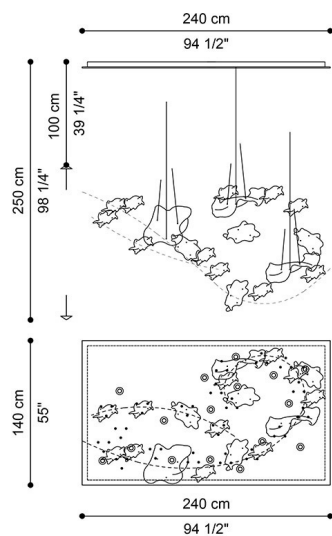 240 cm
94 1/2"
250 cm
98 1/4"
100 cm
39 1/4"
140 cm
55"
240 cm
94 1/2"